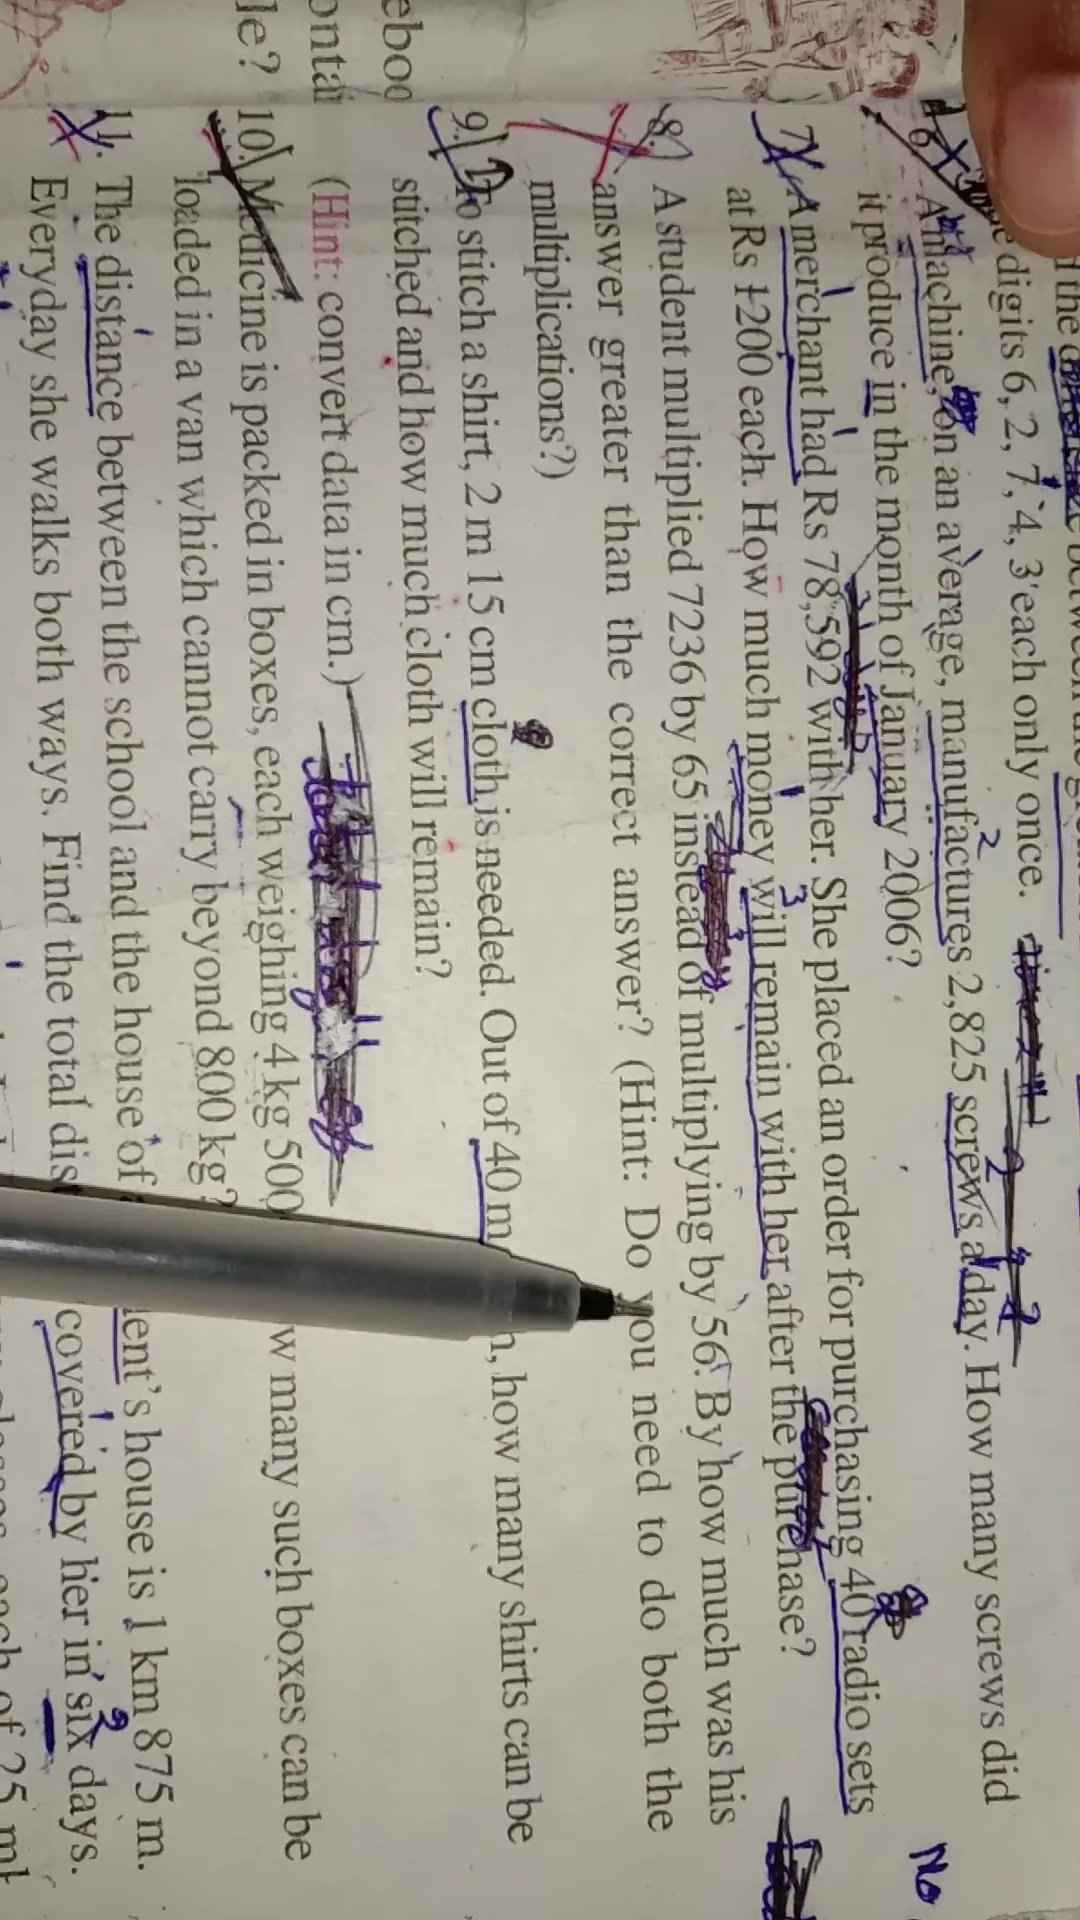 the digits 6, 2, 7, 4, 3 each only once.
6. A machine, on an average, manufactures 2,825 screws a day. How many screws did
it produce in the month of January 2006?
No
7. A merchant had Rs 78,592 with her. She placed an order for purchasing 40 radio sets
at Rs 1200 each. How much money will remain with her after the purchase?
8. A student multiplied 7236 by 65 instead of multiplying by 56. By how much was his
answer greater than the correct answer? (Hint: Do you need to do both the
multiplications?)
9. To stitch a shirt, 2 m 15 cm cloth is needed. Out of 40 m , how many shirts can be
stitched and how much cloth will remain?
(Hint: convert data in cm.)
10. Medicine is packed in boxes, each weighing 4 kg 500 many such boxes can be
loaded in a van which cannot carry beyond 800 kg?
11. The distance between the school and the house of house is 1 km 875 m.
Everyday she walks both ways. Find the total covered by her in six days.